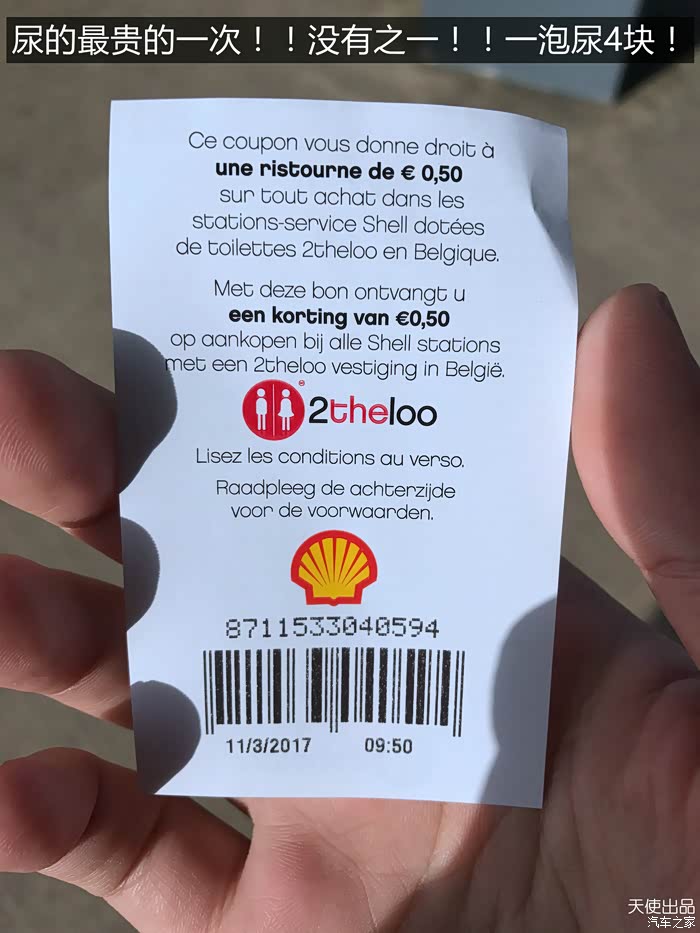 尿的最贵的一次！！没有之一！！一泡尿4块！
Ce coupon vous donne droit à
une ristourne de € 0,50
sur tout achat dans les
stations-service Shell dotées
de toilettes 2theloo en Belgique.
Met deze bon ontvangt u
een korting van €0,50
op aankopen bij alle Shell stations
met een 2theloo vestiging in België.
2theloo
Lisez les conditions au verso.
Raadpleeg de achterzijde
voor de voorwaarden.
8711533040594
11/3/2017 09:50
天使出品
汽车之家